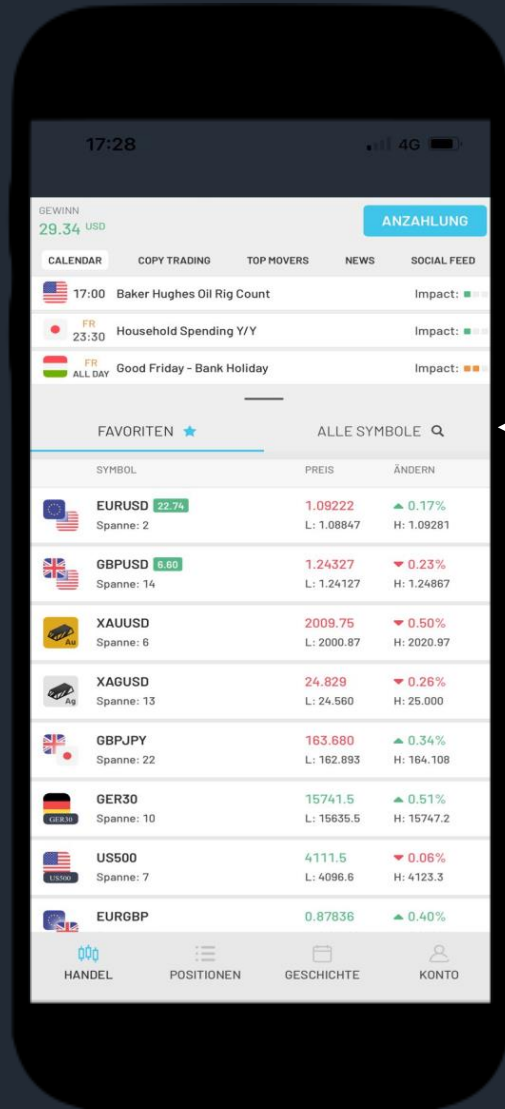 17:28 4G
GEWINN
29.34 USD
ANZAHLUNG
CALENDAR COPY TRADING TOP MOVERS NEWS SOCIAL FEED
17:00 Baker Hughes Oil Rig Count Impact:
FR
23:30 Household Spending Y/Y Impact:
FR
ALL DAY Good Friday - Bank Holiday Impact:
FAVORITEN ALLE SYMBOLE
SYMBOL PREIS ÄNDERN
EURUSD 22.74 1.09222 0.17%
Spanne: 2 L: 1.08847 H: 1.09281
GBPUSD 6.60 1.24327 0.23%
Spanne: 14 L: 1.24127 H: 1.24867
XAUUSD 2009.75 0.50%
Au Spanne: 6 L: 2000.87 H: 2020.97
XAGUSD 24.829 0.26%
Ag Spanne: 13 L: 24.560 H: 25.000
GBPJPY 163.680 0.34%
Spanne: 22 L: 162.893 H: 164.108
GER30 15741.5 0.51%
GER30 Spanne: 10 L: 15635.5 H: 15747.2
US500 4111.5 0.06%
US500 Spanne: 7 L: 4096.6 H: 4123.3
EURGBP 0.87836 0.40%
HANDEL POSITIONEN GESCHICHTE KONTO